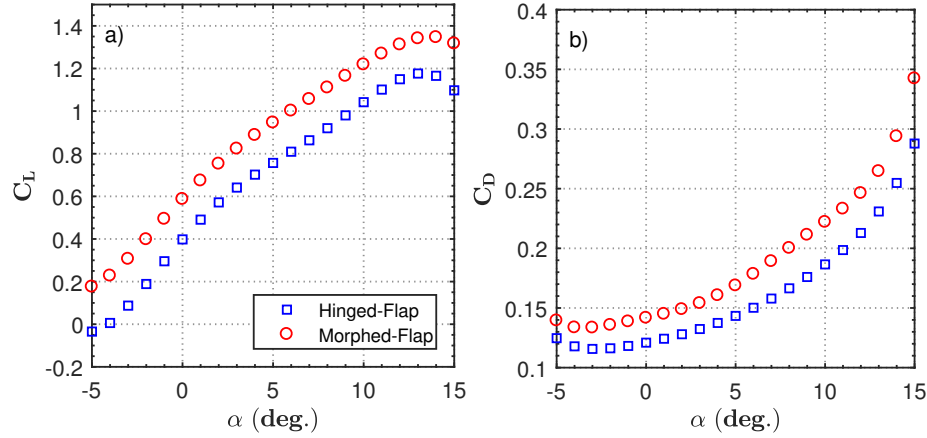 a)
1.4
1.2
1
0.8
0.6
0.4
0.2
0
-0.2
C_L
-5 0 5 10 15
α (deg.)
Hinged-Flap
Morphed-Flap
b)
0.4
0.35
0.3
0.25
0.2
0.15
0.1
C_D
-5 0 5 10 15
α (deg.)